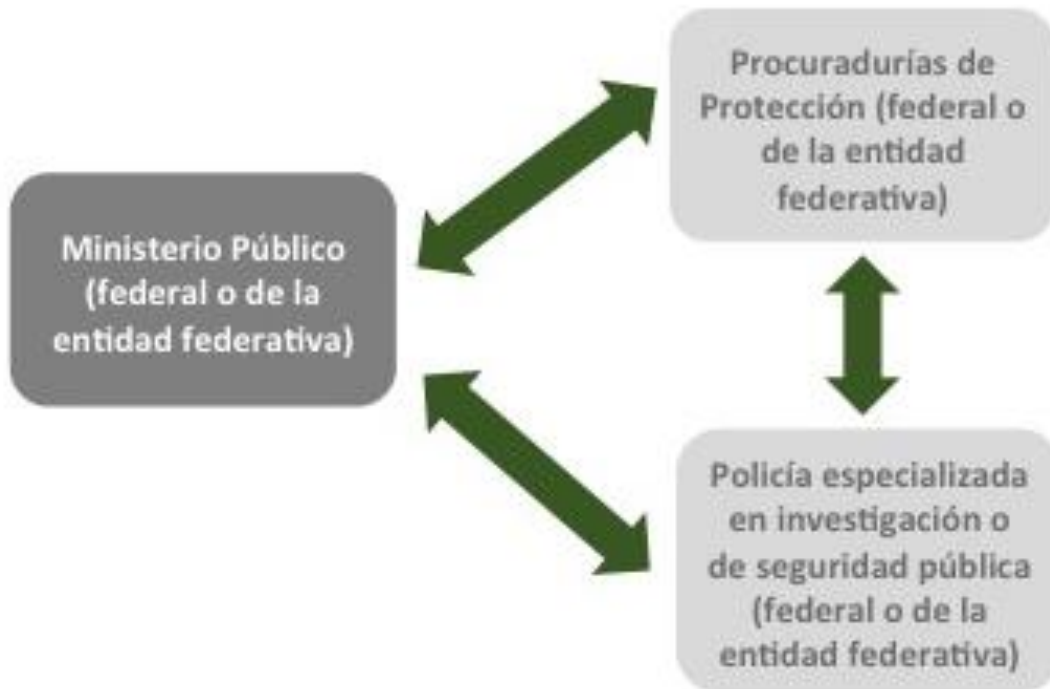 Procuradurías de
Protección (federal o
de la entidad
federativa)
Ministerio Público
(federal o de la
entidad federativa)
Policía especializada
en investigación o
de seguridad pública
(federal o de la
entidad federativa)